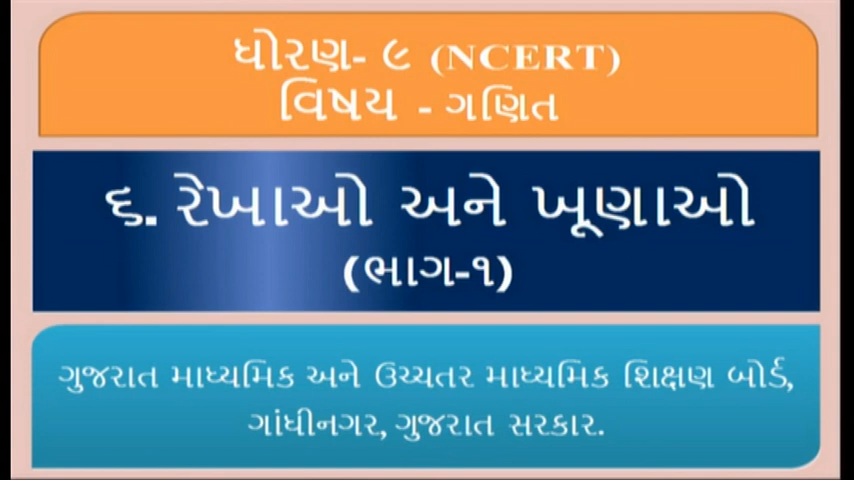 ધોરણ- ૯ (NCERT)
વિષય - ગણિત
૬. રેખાઓ અને ખૂણાઓ
(ભાગ-૧)
ગુજરાત માધ્યમિક અને ઉચ્ચતર માધ્યમિક શિક્ષણ બોર્ડ,
ગાંધીનગર, ગુજરાત સરકાર.